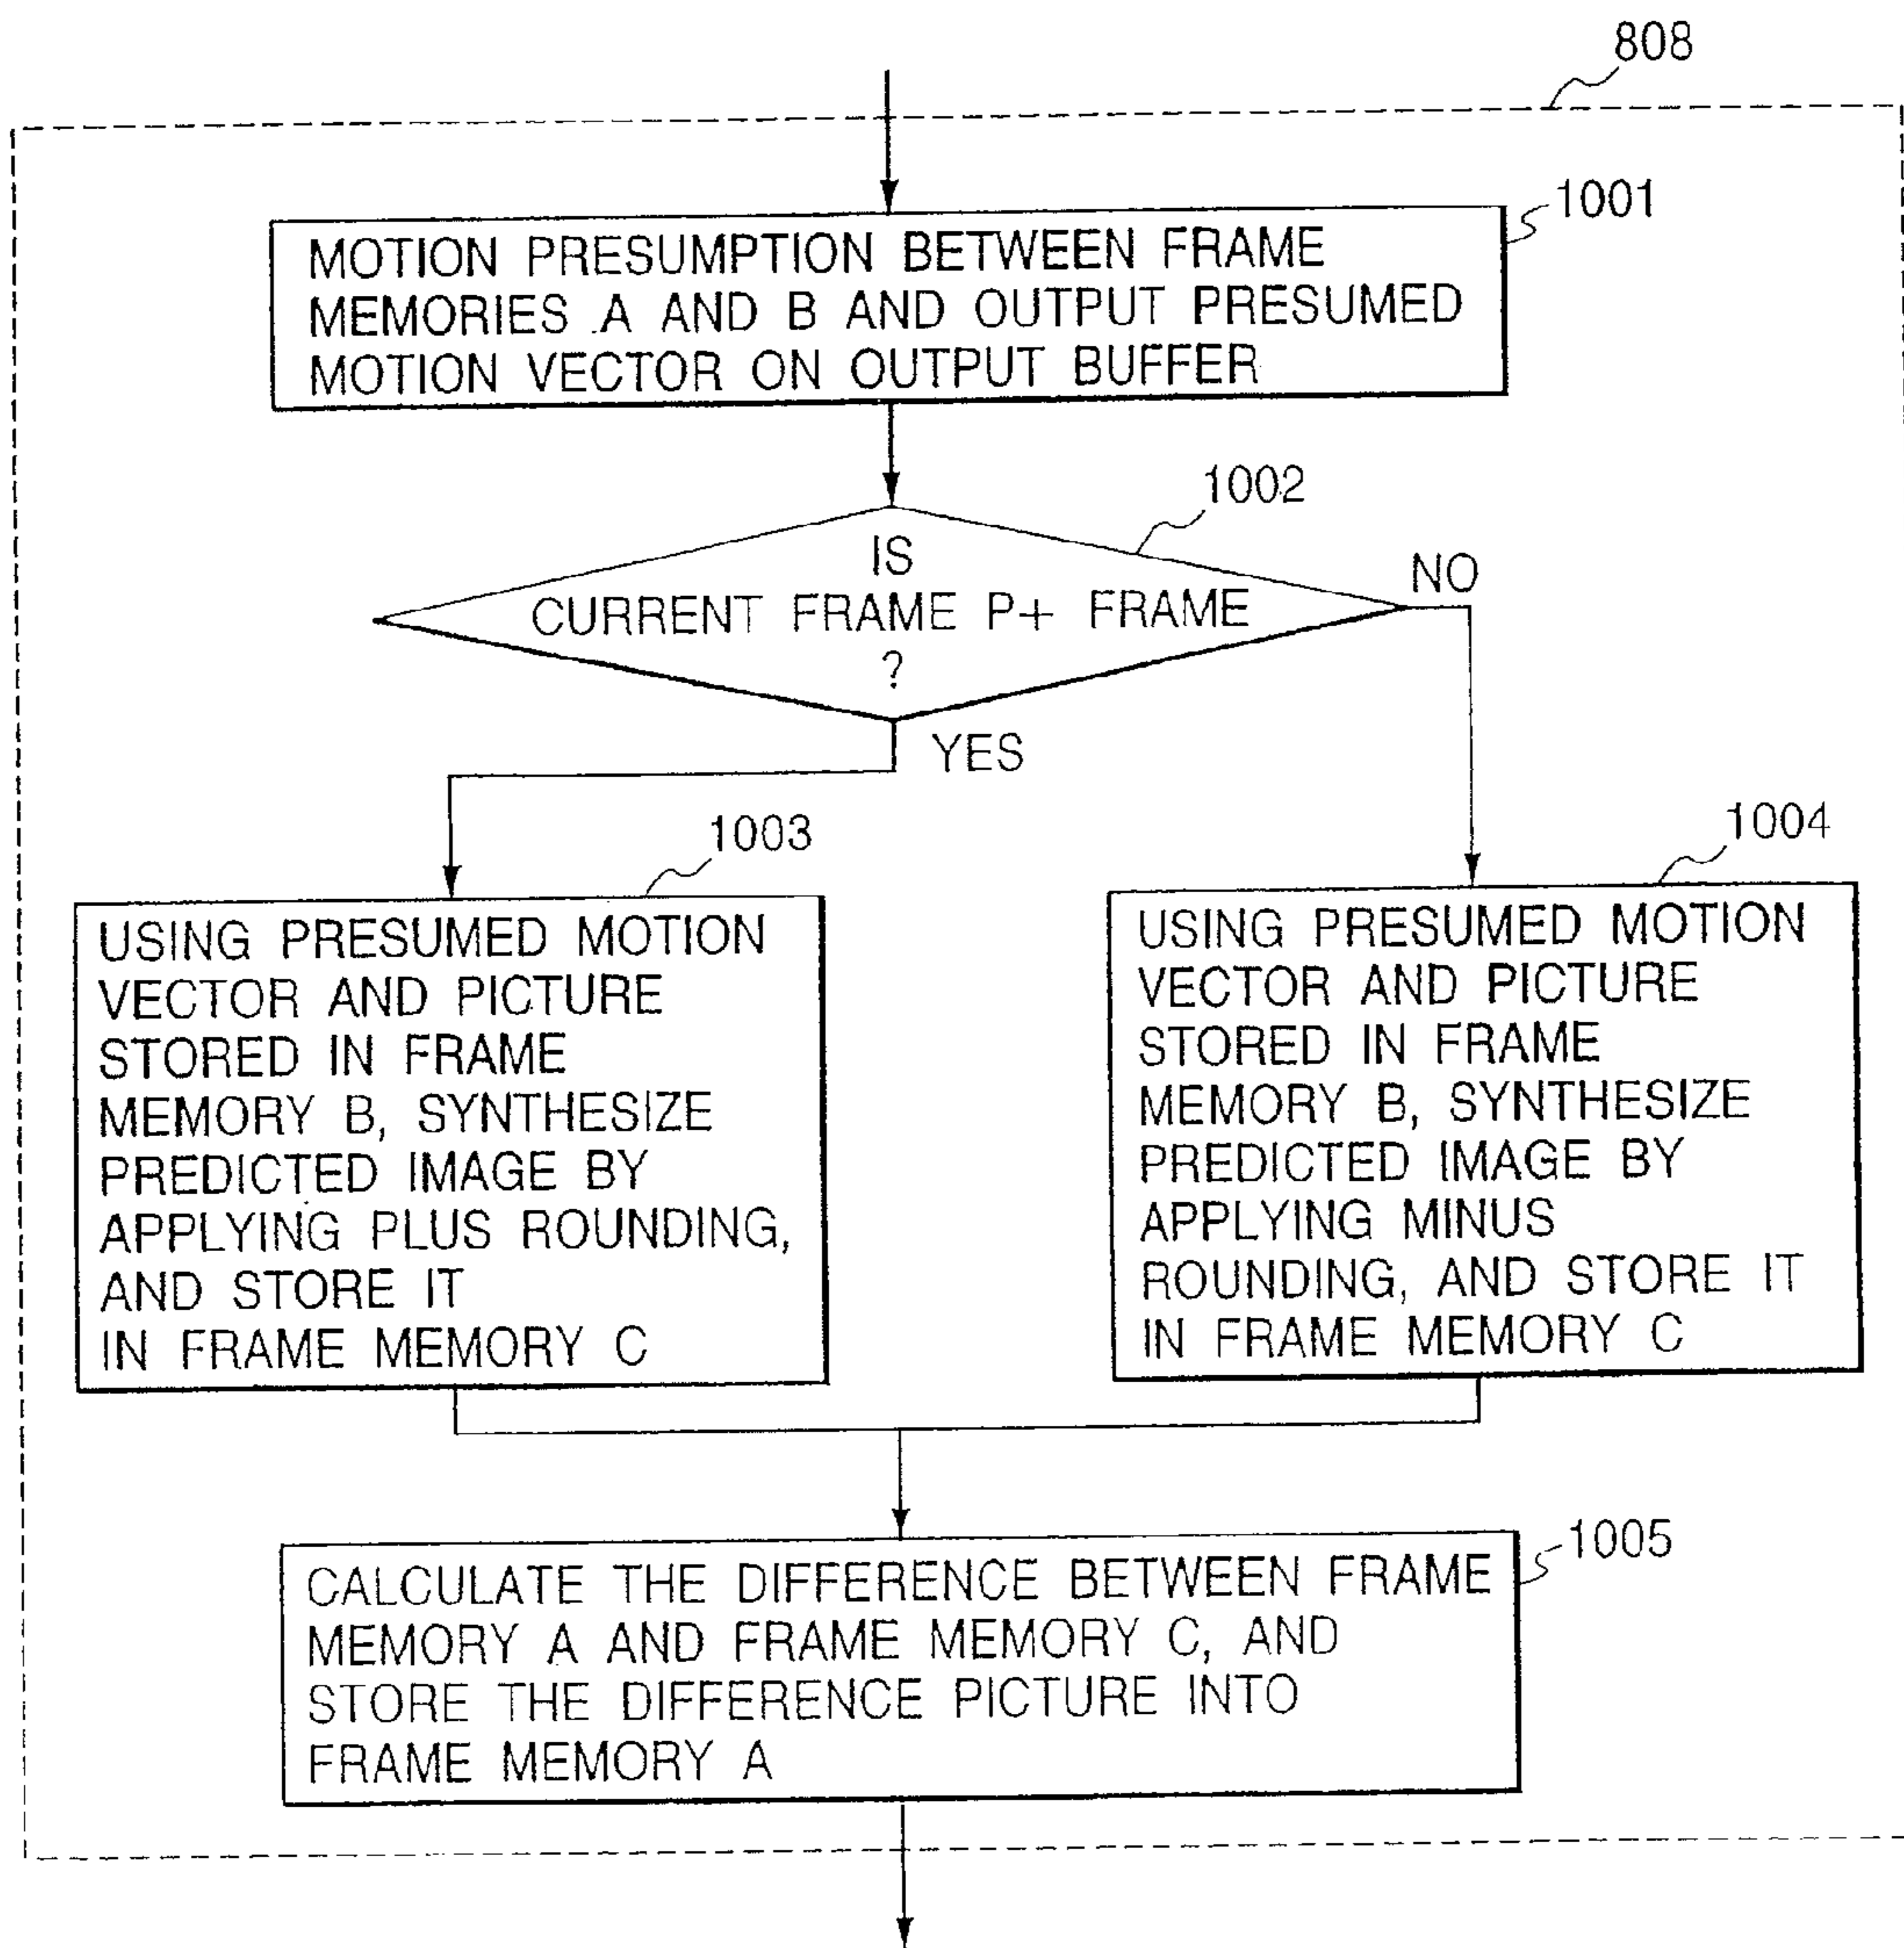 808
1001
MOTION PRESUMPTION BETWEEN FRAME
MEMORIES A AND B AND OUTPUT PRESUMED
MOTION VECTOR ON OUTPUT BUFFER
1002
IS
CURRENT FRAME P+ FRAME
?
NO
YES
1003
USING PRESUMED MOTION
VECTOR AND PICTURE
STORED IN FRAME
MEMORY B, SYNTHESIZE
PREDICTED IMAGE BY
APPLYING PLUS ROUNDING,
AND STORE IT
IN FRAME MEMORY C
1004
USING PRESUMED MOTION
VECTOR AND PICTURE
STORED IN FRAME
MEMORY B, SYNTHESIZE
PREDICTED IMAGE BY
APPLYING MINUS
ROUNDING, AND STORE IT
IN FRAME MEMORY C
1005
CALCULATE THE DIFFERENCE BETWEEN FRAME
MEMORY A AND FRAME MEMORY C, AND
STORE THE DIFFERENCE PICTURE INTO
FRAME MEMORY A